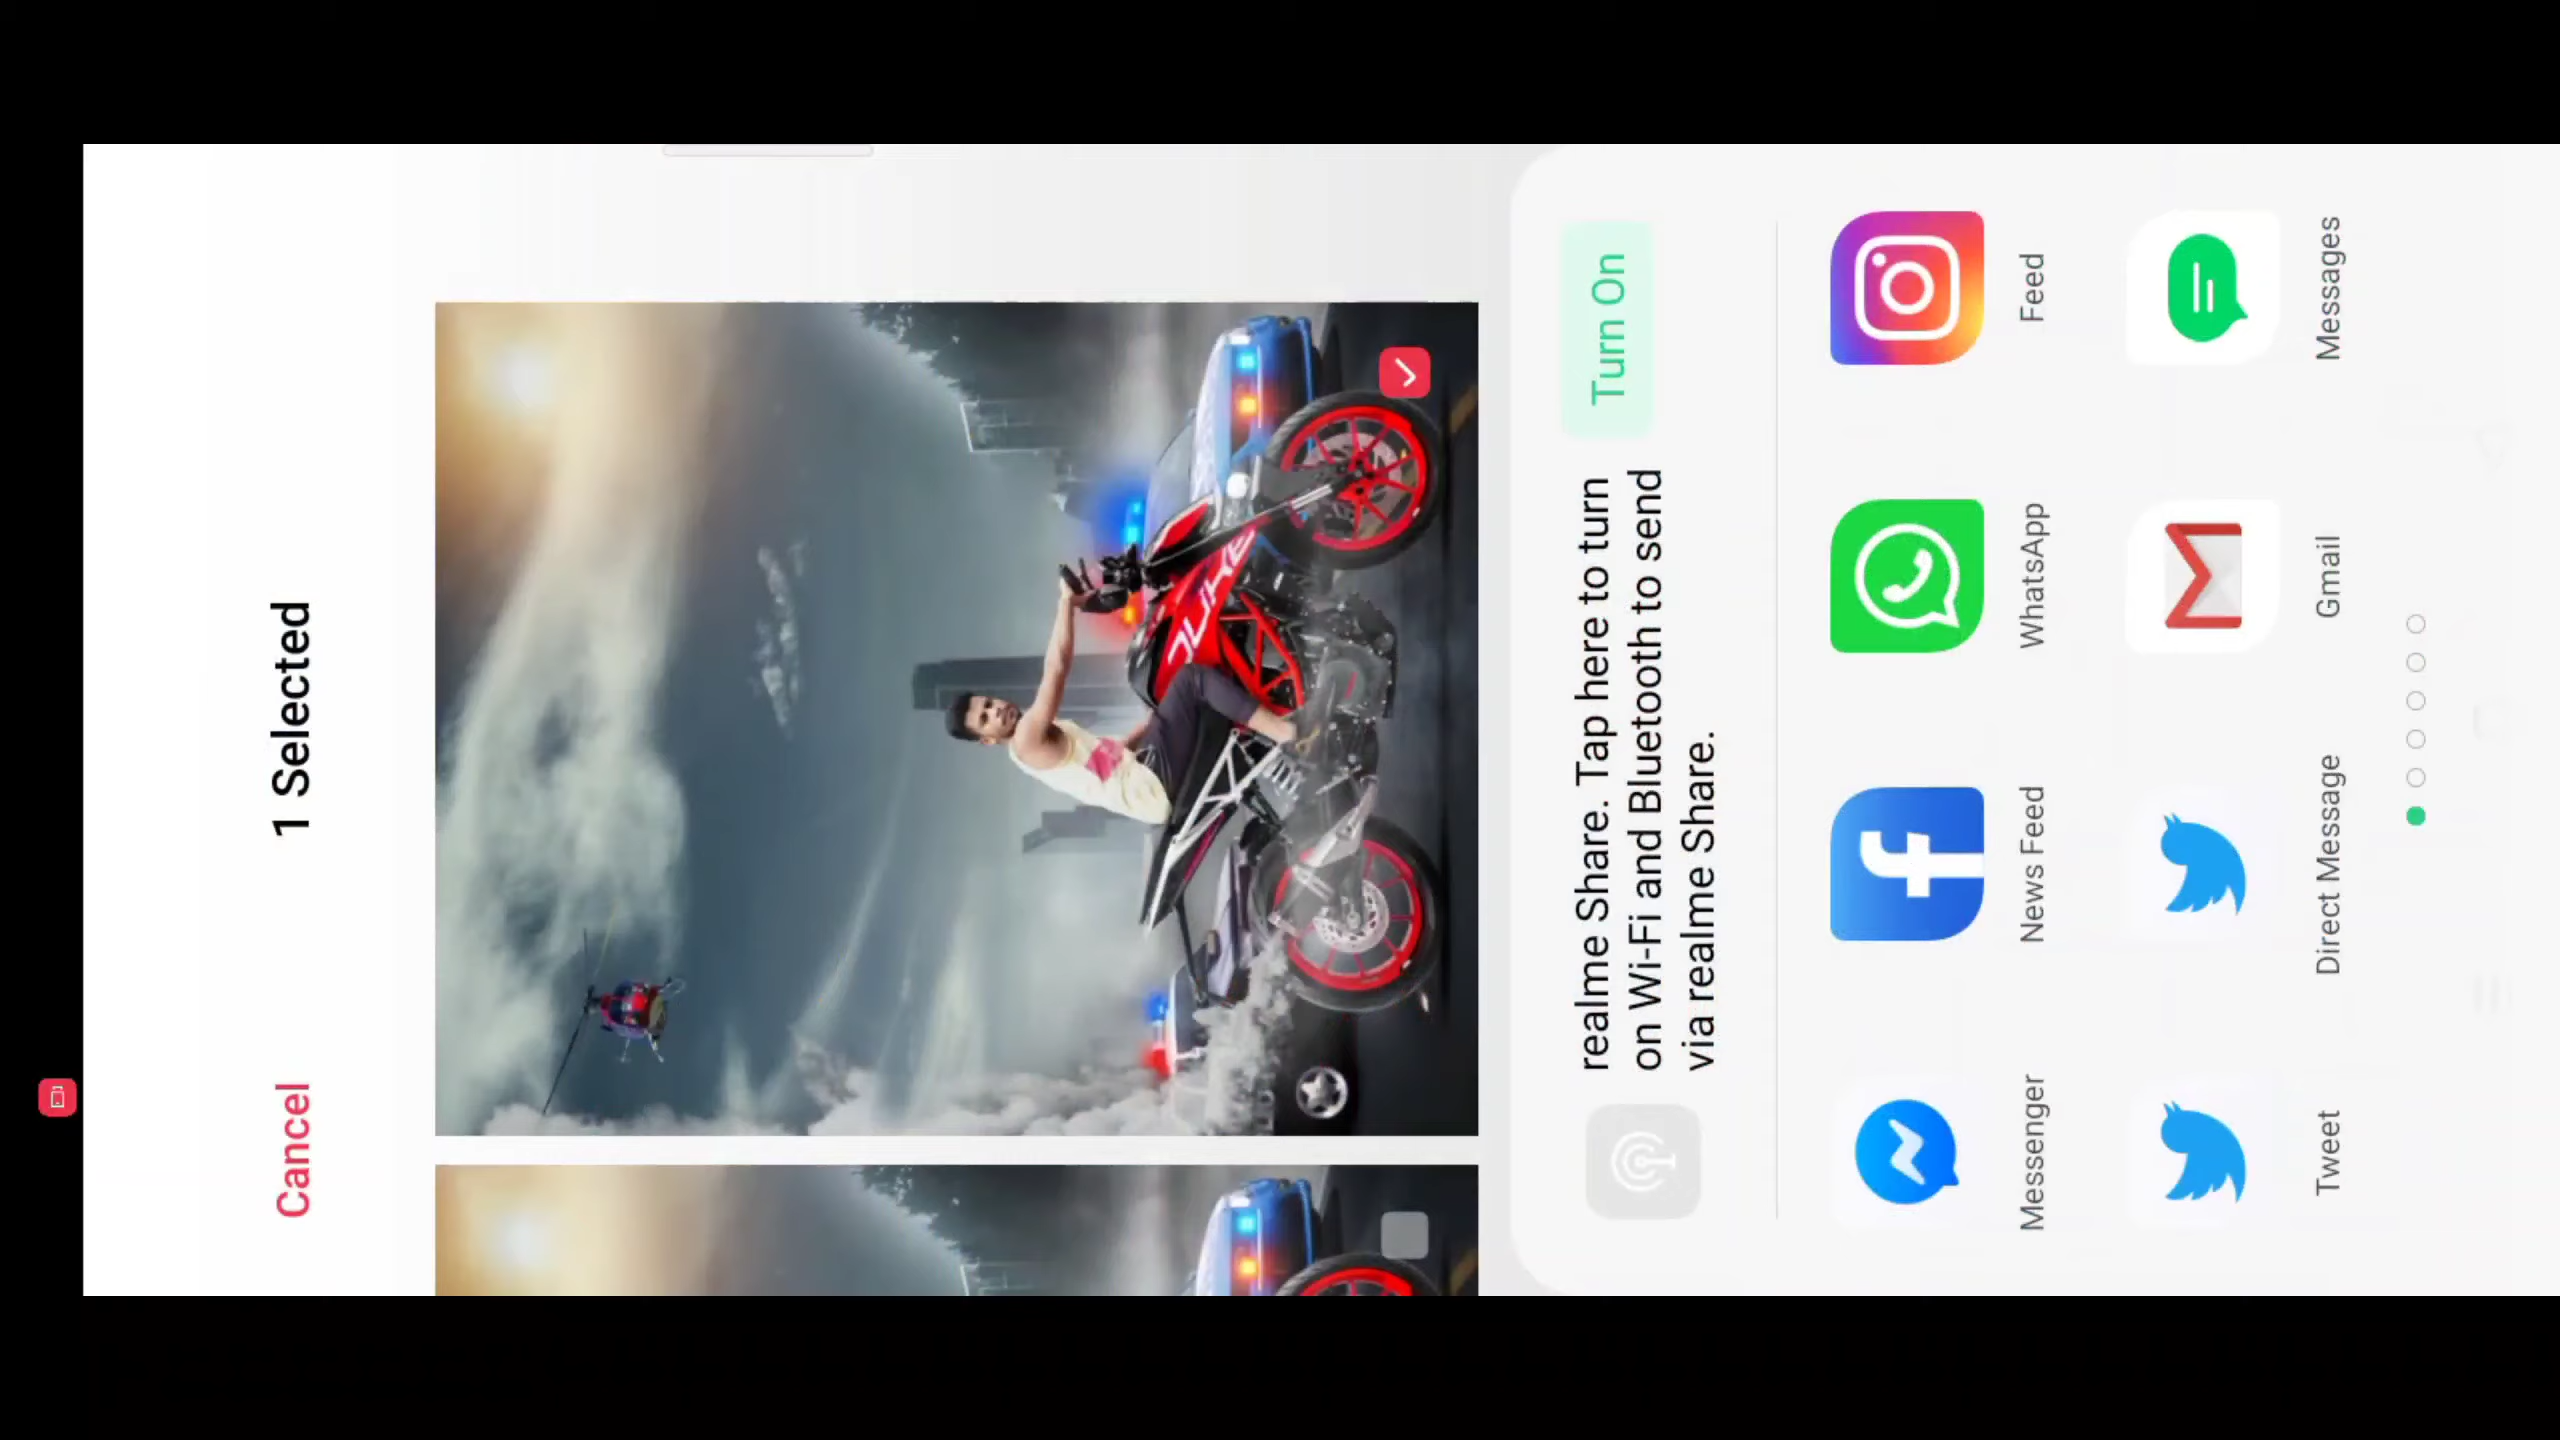 Cancel
1 Selected
DUKE
realme Share. Tap here to turn
on Wi-Fi and Bluetooth to send
via realme Share.
Turn On
Messenger
News Feed
WhatsApp
Feed
Tweet
Direct Message
Gmail
Messages